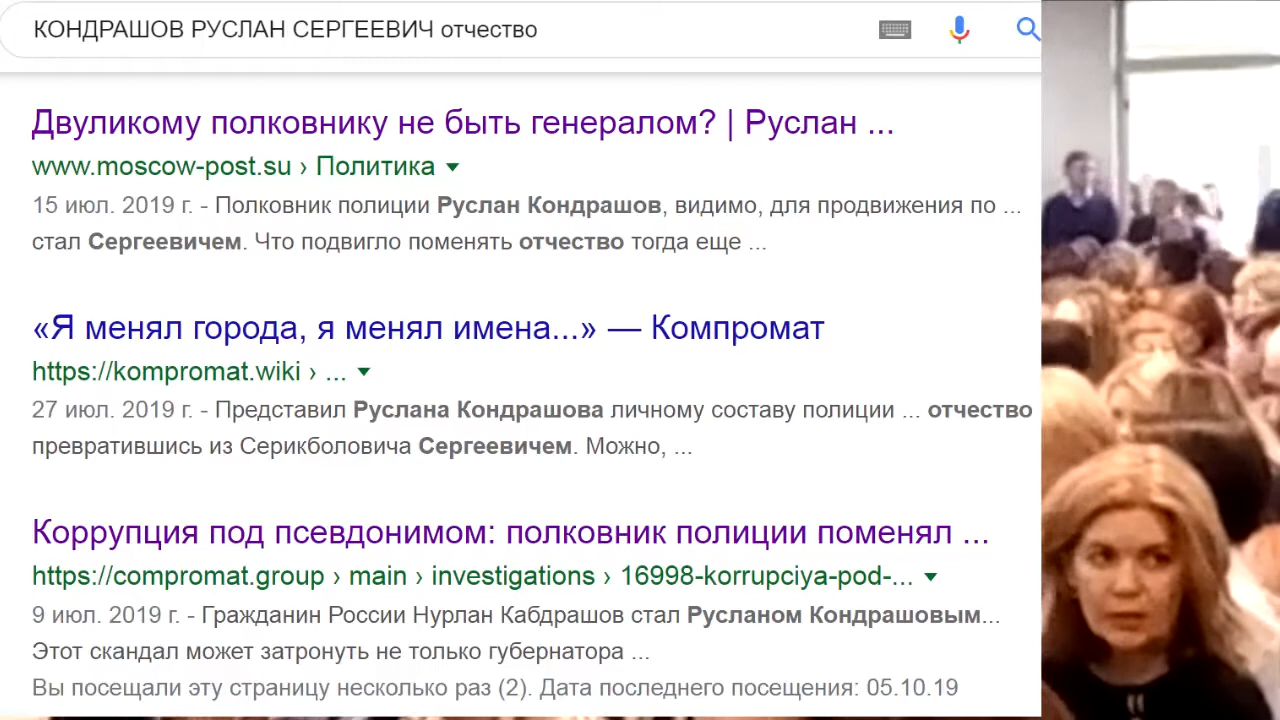 КОНДРАШОВ РУСЛАН СЕРГЕЕВИЧ отчество
Двуликому полковнику не быть генералом? | Руслан ...
www.moscow-post.su › Политика
15 июл. 2019 г. - Полковник полиции Руслан Кондрашов, видимо, для продвижения по ...
стал Сергеевичем. Что подвигло поменять отчество тогда еще ...
«Я менял города, я менял имена...» — Компромат
https://kompromat.wiki › ...
27 июл. 2019 г. - Представил Руслана Кондрашова личному составу полиции ... отчество
превратившись из Серикболовича Сергеевичем. Можно, ...
Коррупция под псевдонимом: полковник полиции поменял ...
https://compromat.group › main › investigations › 16998-korrupciya-pod-...
9 июл. 2019 г. - Гражданин России Нурлан Кабдрашов стал Русланом Кондрашовым...
Этот скандал может затронуть не только губернатора ...
Вы посещали эту страницу несколько раз (2). Дата последнего посещения: 05.10.19